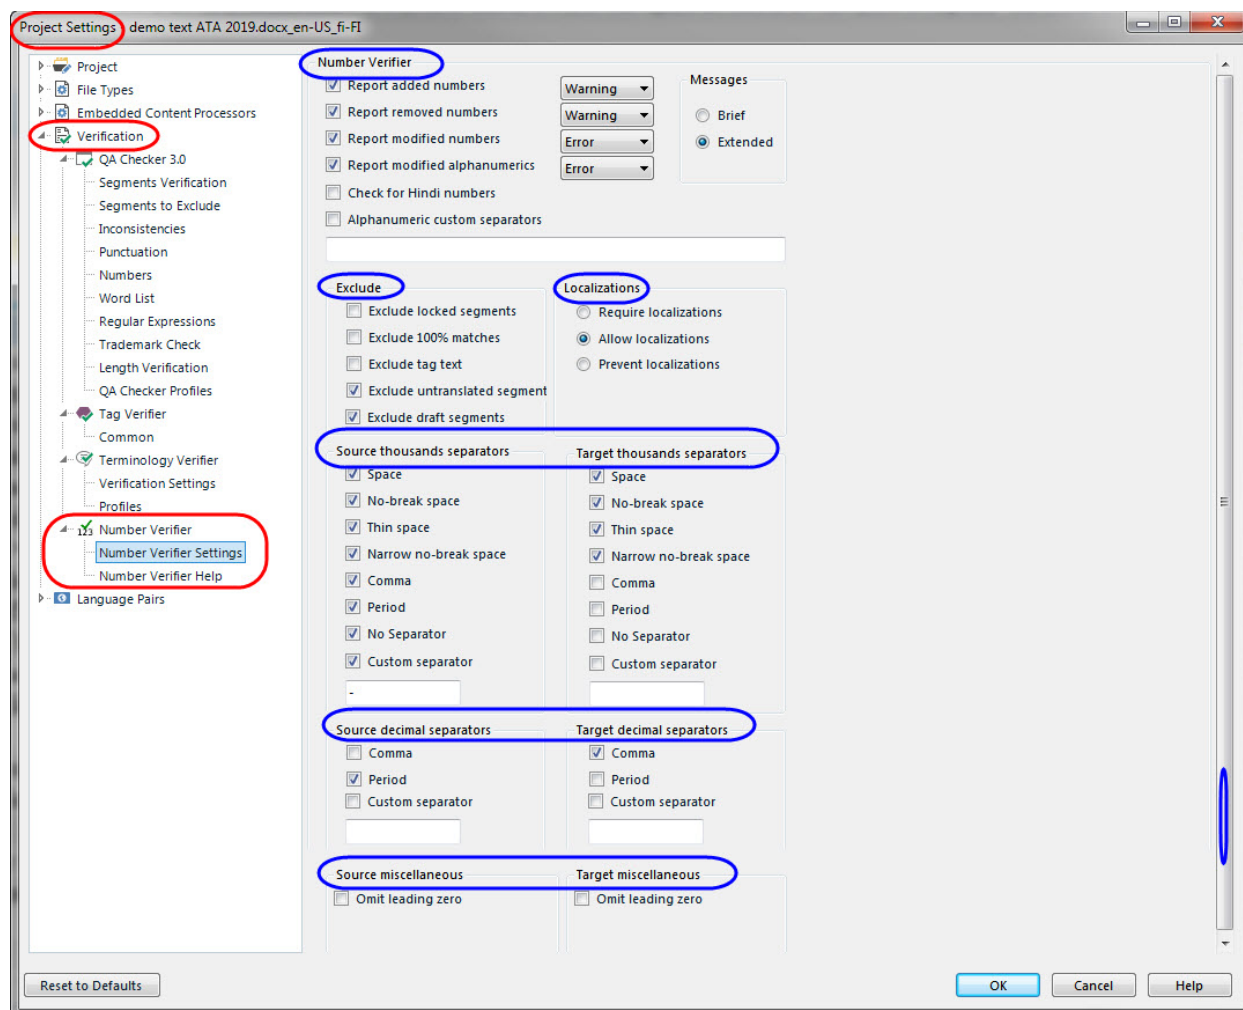 Project Settings - demo text ATA 2019.docx_en-US_fi-FI
Project
File Types
Embedded Content Processors
Verification
QA Checker 3.0
Segments Verification
Segments to Exclude
Inconsistencies
Punctuation
Numbers
Word List
Regular Expressions
Trademark Check
Length Verification
QA Checker Profiles
Tag Verifier
Common
Terminology Verifier
Verification Settings
Profiles
123 Number Verifier
Number Verifier Settings
Number Verifier Help
Language Pairs
Number Verifier
Report added numbers Warning
Report removed numbers Warning
Report modified numbers Error
Report modified alphanumerics Error
Check for Hindi numbers
Alphanumeric custom separators
Messages
Brief
Extended
Exclude
Exclude locked segments
Exclude 100% matches
Exclude tag text
Exclude untranslated segment
Exclude draft segments
Localizations
Require localizations
Allow localizations
Prevent localizations
Source thousands separators
Space
No-break space
Thin space
Narrow no-break space
Comma
Period
No Separator
Custom separator
-
Target thousands separators
Space
No-break space
Thin space
Narrow no-break space
Comma
Period
No Separator
Custom separator
Source decimal separators
Comma
Period
Custom separator
Target decimal separators
Comma
Period
Custom separator
Source miscellaneous
Omit leading zero
Target miscellaneous
Omit leading zero
Reset to Defaults
OK
Cancel
Help